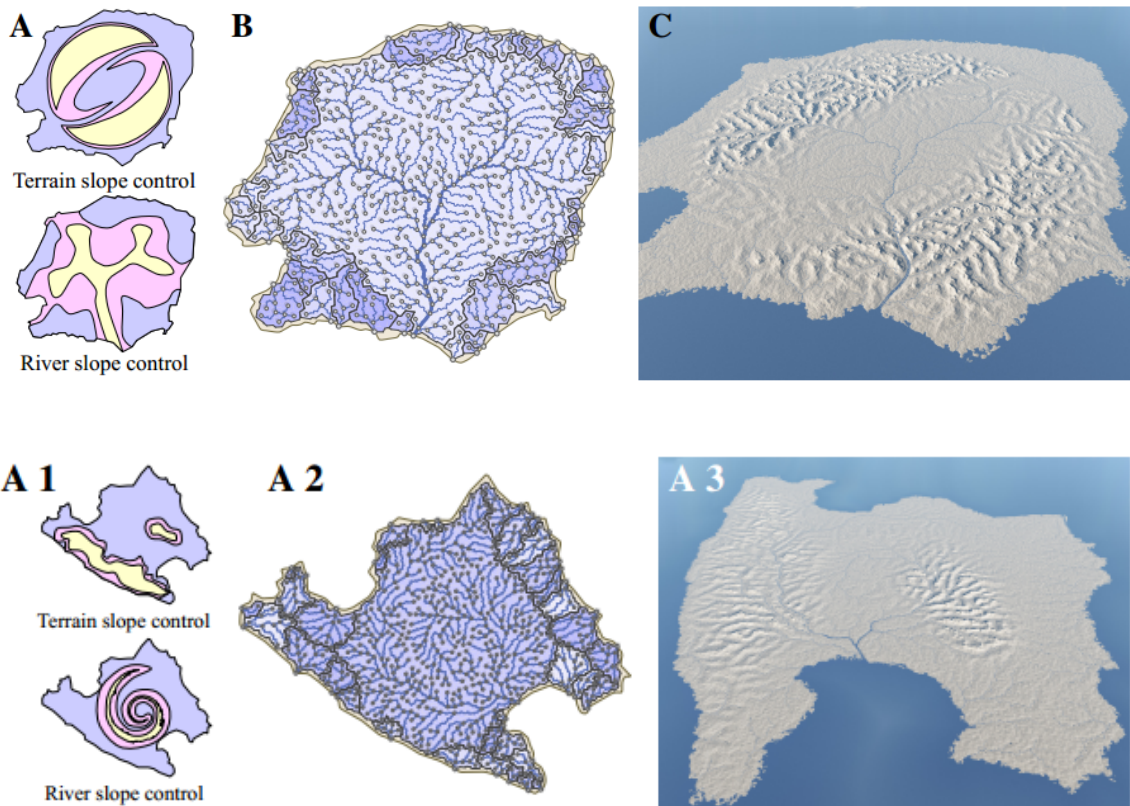 A
B
C
Terrain slope control
River slope control
A 1
A 2
A 3
Terrain slope control
River slope control